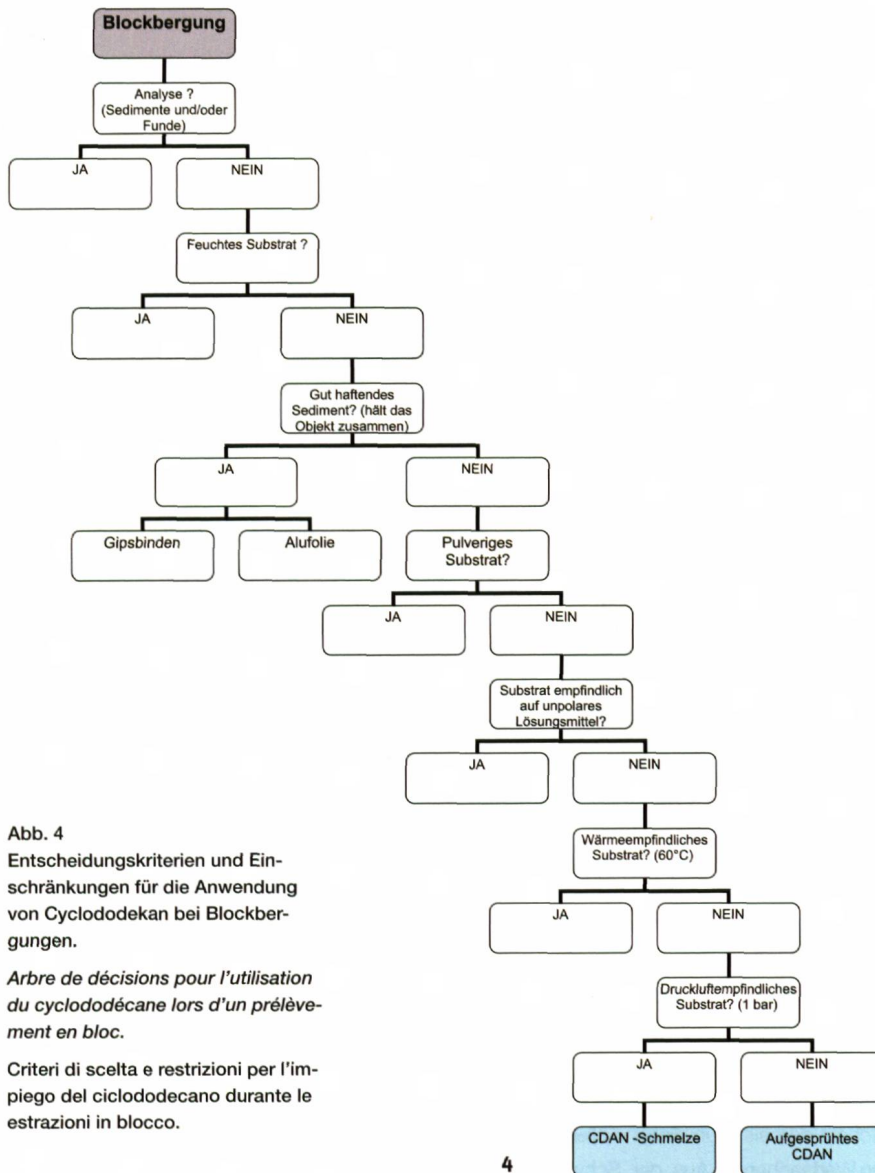 Blockbergung
Analyse ?
(Sedimente und/oder
Funde)
JA
NEIN
Feuchtes Substrat ?
JA
NEIN
Gut haftendes
Sediment? (hält das
Objekt zusammen)
JA
NEIN
Gipsbinden
Alufolie
Pulveriges
Substrat?
JA
NEIN
Substrat empfindlich
auf unpolares
Lösungsmittel?
JA
NEIN
Wärmeempfindliches
Substrat? (60°C)
JA
NEIN
Druckluftempfindliches
Substrat? (1 bar)
JA
NEIN
CDAN -Schmelze
Aufgesprühtes
CDAN
Abb. 4
Entscheidungskriterien und Ein-
schränkungen für die Anwendung
von Cyclododekan bei Blockber-
gungen.
Arbre de décisions pour l'utilisation
du cyclododécane lors d'un prélève-
ment en bloc.
Criteri di scelta e restrizioni per l'im-
piego del ciclododecano durante le
estrazioni in blocco.
4